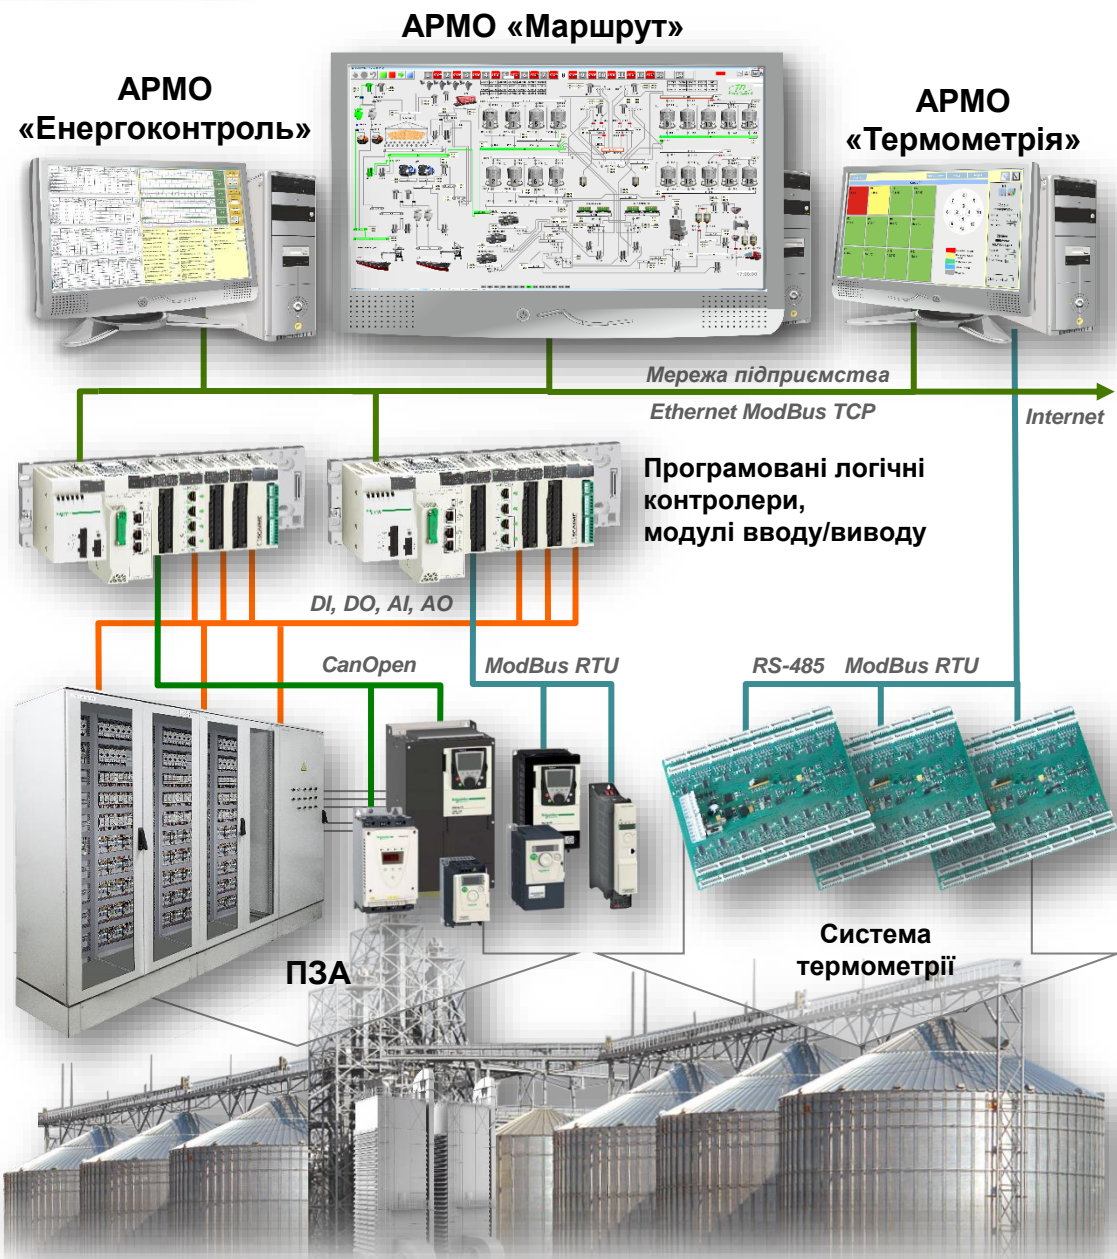 АРМО «Маршрут»
АРМО
«Енергоконтроль»
АРМО
«Термометрія»
Мережа підприємства
Ethernet ModBus TCP
Internet
Програмовані логічні
контролери,
модулі вводу/виводу
DI, DO, AI, AO
CanOpen
ModBus RTU
RS-485 ModBus RTU
Система
термометрії
ПЗА